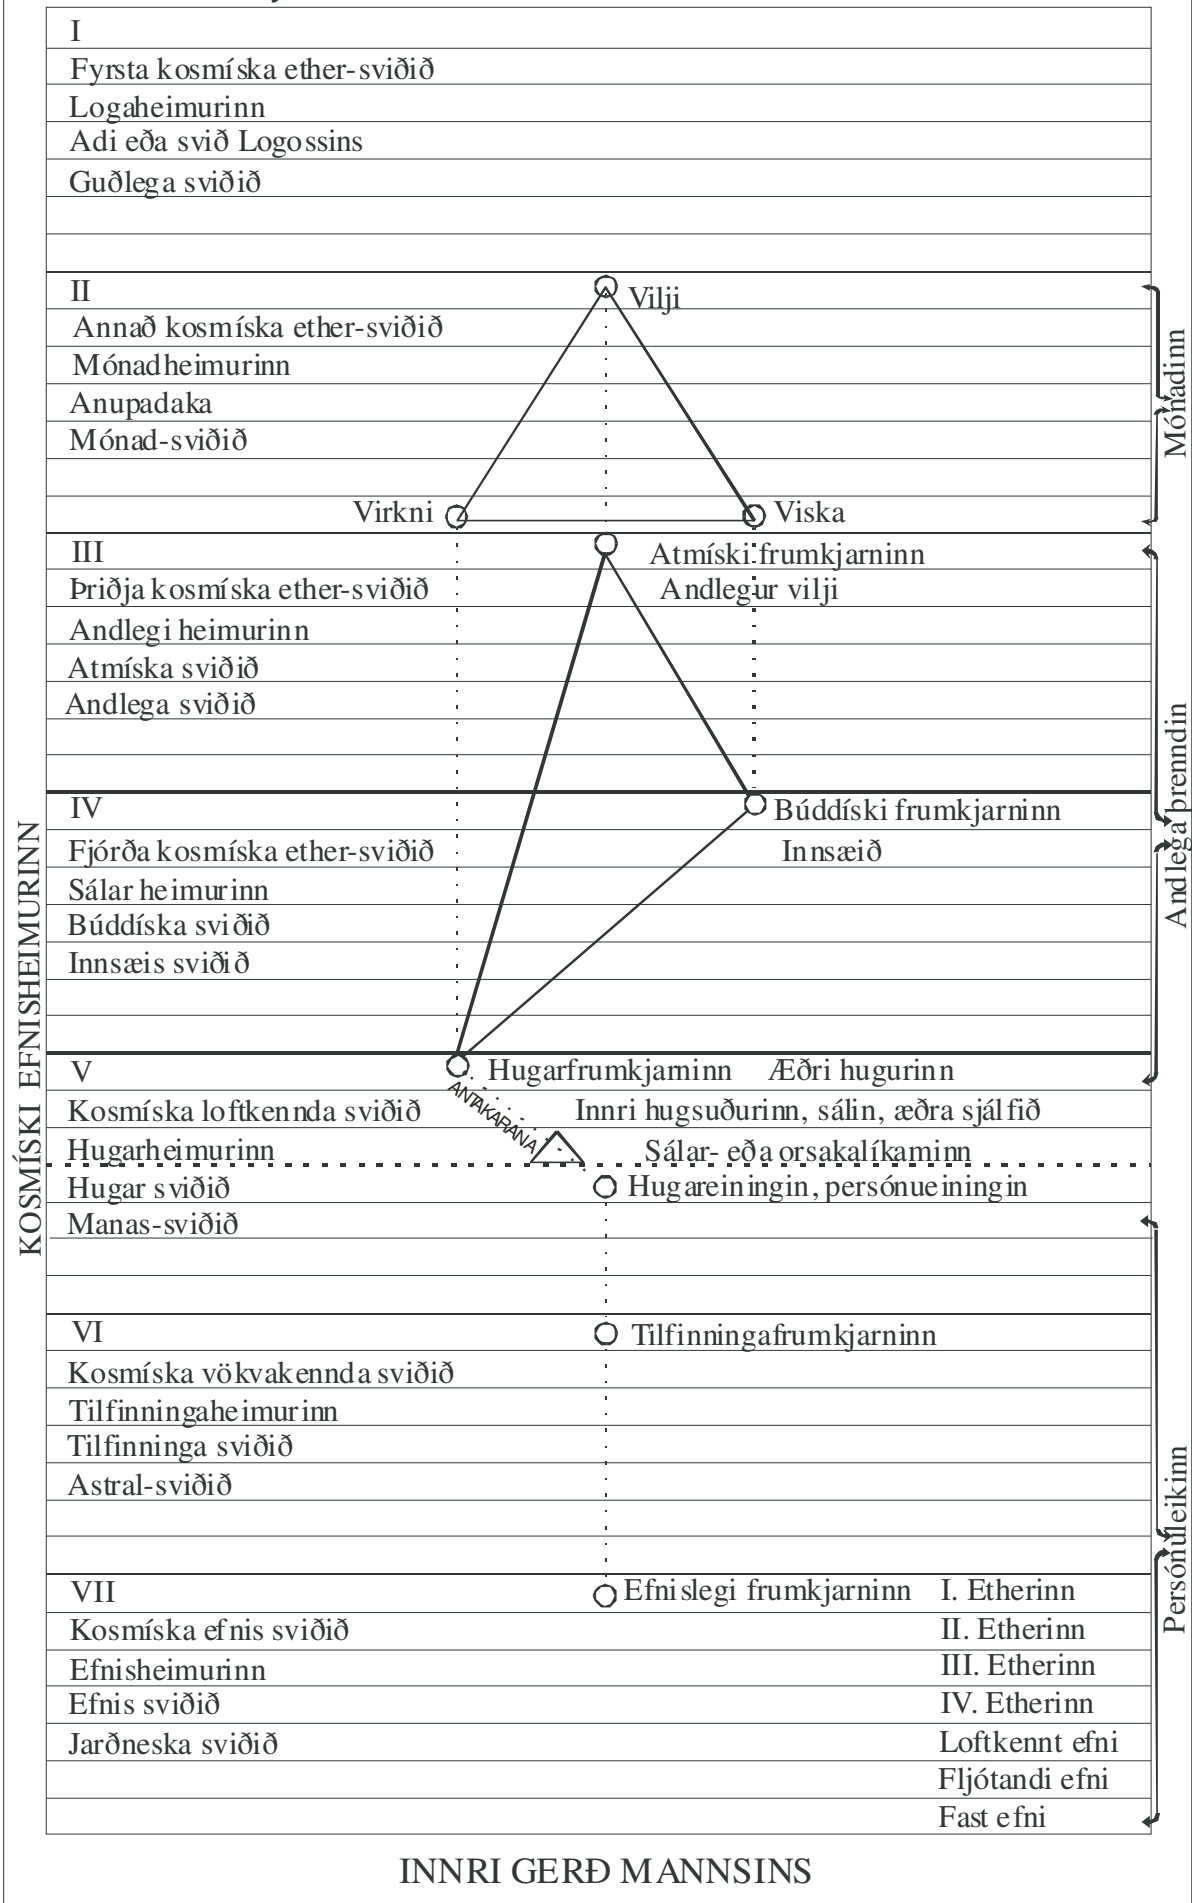 I
Fyrsta kosmíska ether-sviðið
Logaheimurinn
Adi eða svið Logossins
Guðlega sviðið
II
Vilji
Annað kosmíska ether-sviðið
Mónadheimurinn
Anupadaka
Mónad-sviðið
Virkni
Viska
Mónadinn
III
Atmíski frumkjarninn
Þriðja kosmíska ether-sviðið
Andlegur vilji
Andlegi heimurinn
Atmíska sviðið
Andlega sviðið
IV
Búddíski frumkjarninn
Fjórða kosmíska ether-sviðið
Innsæið
Sálarheimurinn
Búddíska sviðið
Innsæis sviðið
Andlega þrenndin
KOSMÍSKI EFNISHEIMURINN
V
Hugarfrumkjarninn Æðri hugurinn
ANTAKARANA
Kosmíska loftkennda sviðið
Innri hugsuðurinn, sálin, æðra sjálfið
Hugarheimurinn
Sálar- eða orsakalíkaminn
Hugar sviðið
Hugareiningin, persónueiningin
Manas-sviðið
VI
Tilfinningafrumkjarninn
Kosmíska vökvakennda sviðið
Tilfinningaheimurinn
Tilfinninga sviðið
Astral-sviðið
Persónuleikinn
VII
Efnislegi frumkjarninn
I. Etherinn
Kosmíska efnis sviðið
II. Etherinn
Efnisheimurinn
III. Etherinn
Efnis sviðið
IV. Etherinn
Jarðneska sviðið
Loftkennt efni
Fljótandi efni
Fast efni
INNRI GERÐ MANNSINS